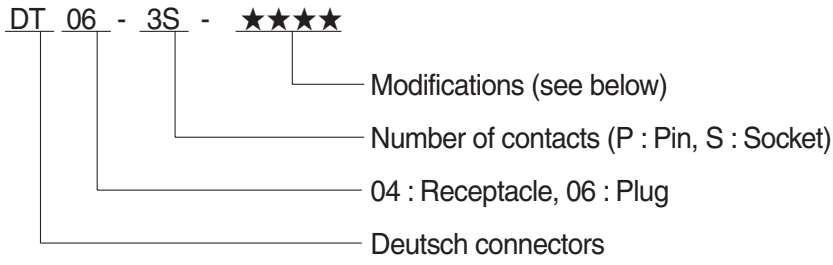 DT 06 - 3S - ★★★★
Modifications (see below)
Number of contacts (P : Pin, S : Socket)
04 : Receptacle, 06 : Plug
Deutsch connectors